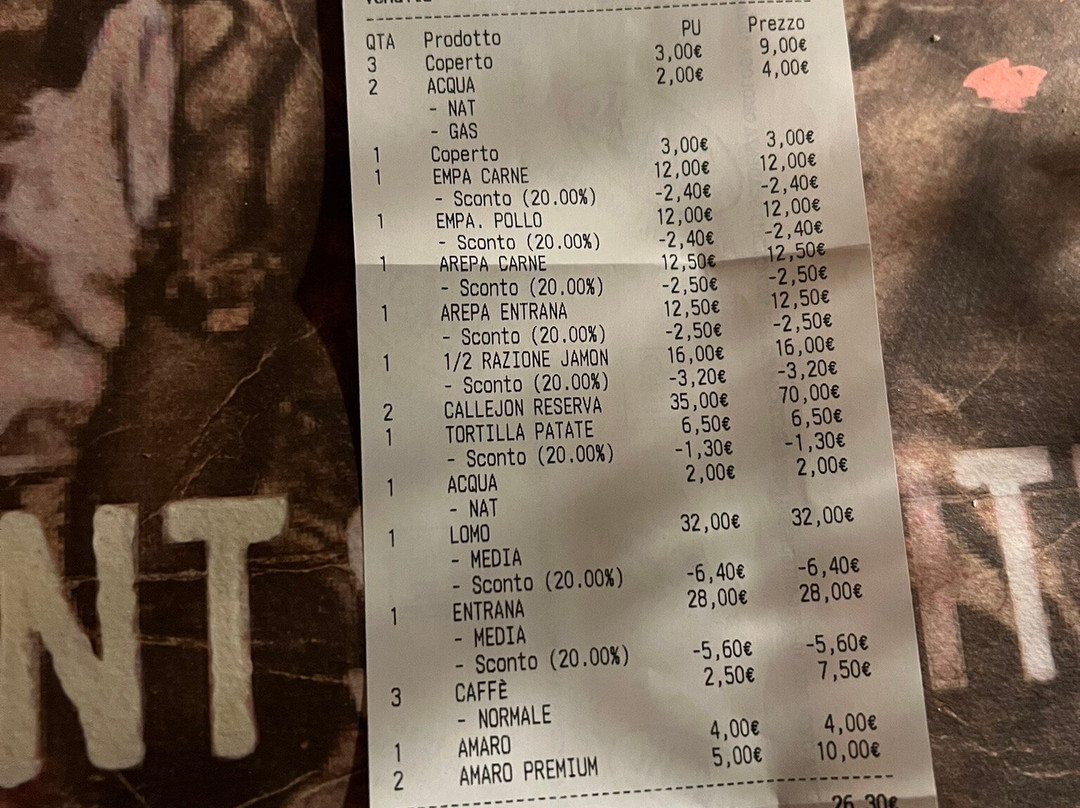 QTA Prodotto PU Prezzo
3 Coperto 3,00€ 9,00€
2 ACQUA 2,00€ 4,00€
- NAT
- GAS
1 Coperto 3,00€ 3,00€
1 EMPA CARNE 12,00€ 12,00€
- Sconto (20.00%) -2,40€ -2,40€
1 EMPA. POLLO 12,00€ 12,00€
- Sconto (20.00%) -2,40€ -2,40€
1 AREPA CARNE 12,50€ 12,50€
- Sconto (20.00%) -2,50€ -2,50€
1 AREPA ENTRANA 12,50€ 12,50€
- Sconto (20.00%) -2,50€ -2,50€
1 1/2 RAZIONE JAMON 16,00€ 16,00€
- Sconto (20.00%) -3,20€ -3,20€
2 CALLEJON RESERVA 35,00€ 70,00€
1 TORTILLA PATATE 6,50€ 6,50€
- Sconto (20.00%) -1,30€ -1,30€
1 ACQUA 2,00€ 2,00€
- NAT
1 LOMO 32,00€ 32,00€
- MEDIA
- Sconto (20.00%) -6,40€ -6,40€
1 ENTRANA 28,00€ 28,00€
- MEDIA
- Sconto (20.00%) -5,60€ -5,60€
3 CAFFÈ 2,50€ 7,50€
- NORMALE
1 AMARO 4,00€ 4,00€
2 AMARO PREMIUM 5,00€ 10,00€
26,30€
NT